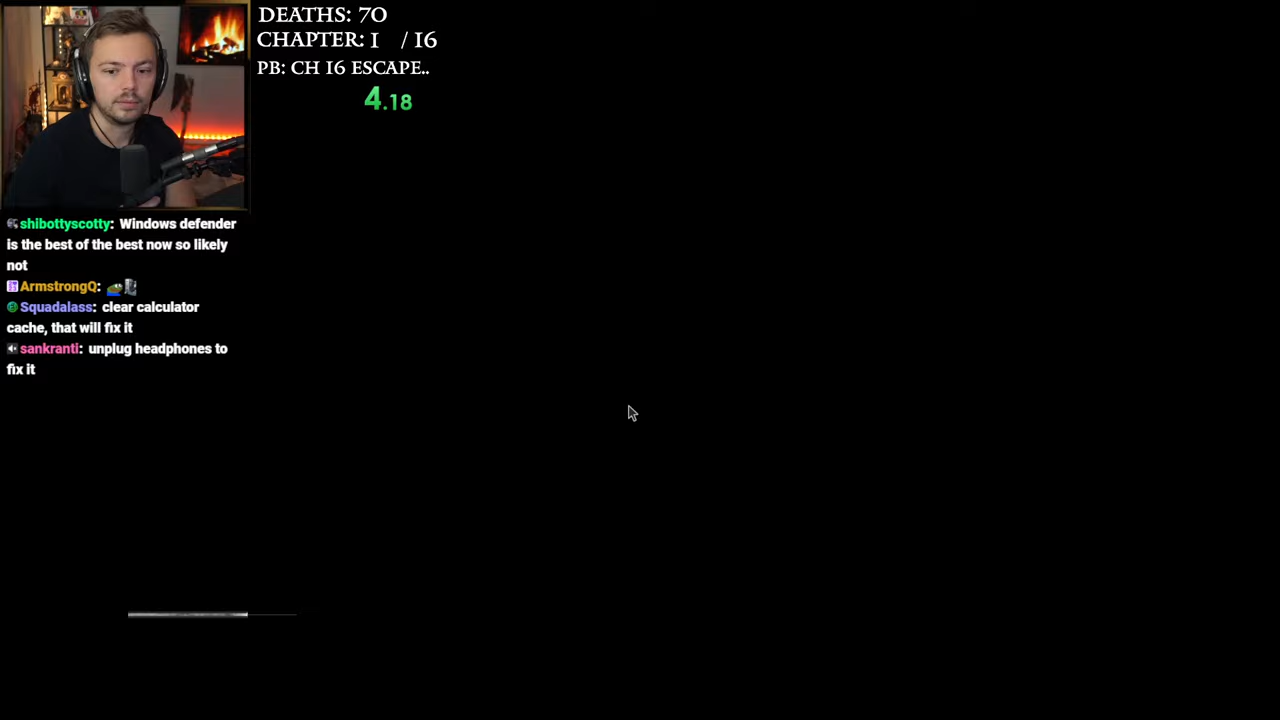 DEATHS: 70
CHAPTER: 1 / 16
PB: CH 16 ESCAPE..
4.18
shibottyscotty: Windows defender
is the best of the best now so likely
not
ArmstrongQ:
Squadalass: clear calculator
cache, that will fix it
sankranti: unplug headphones to
fix it